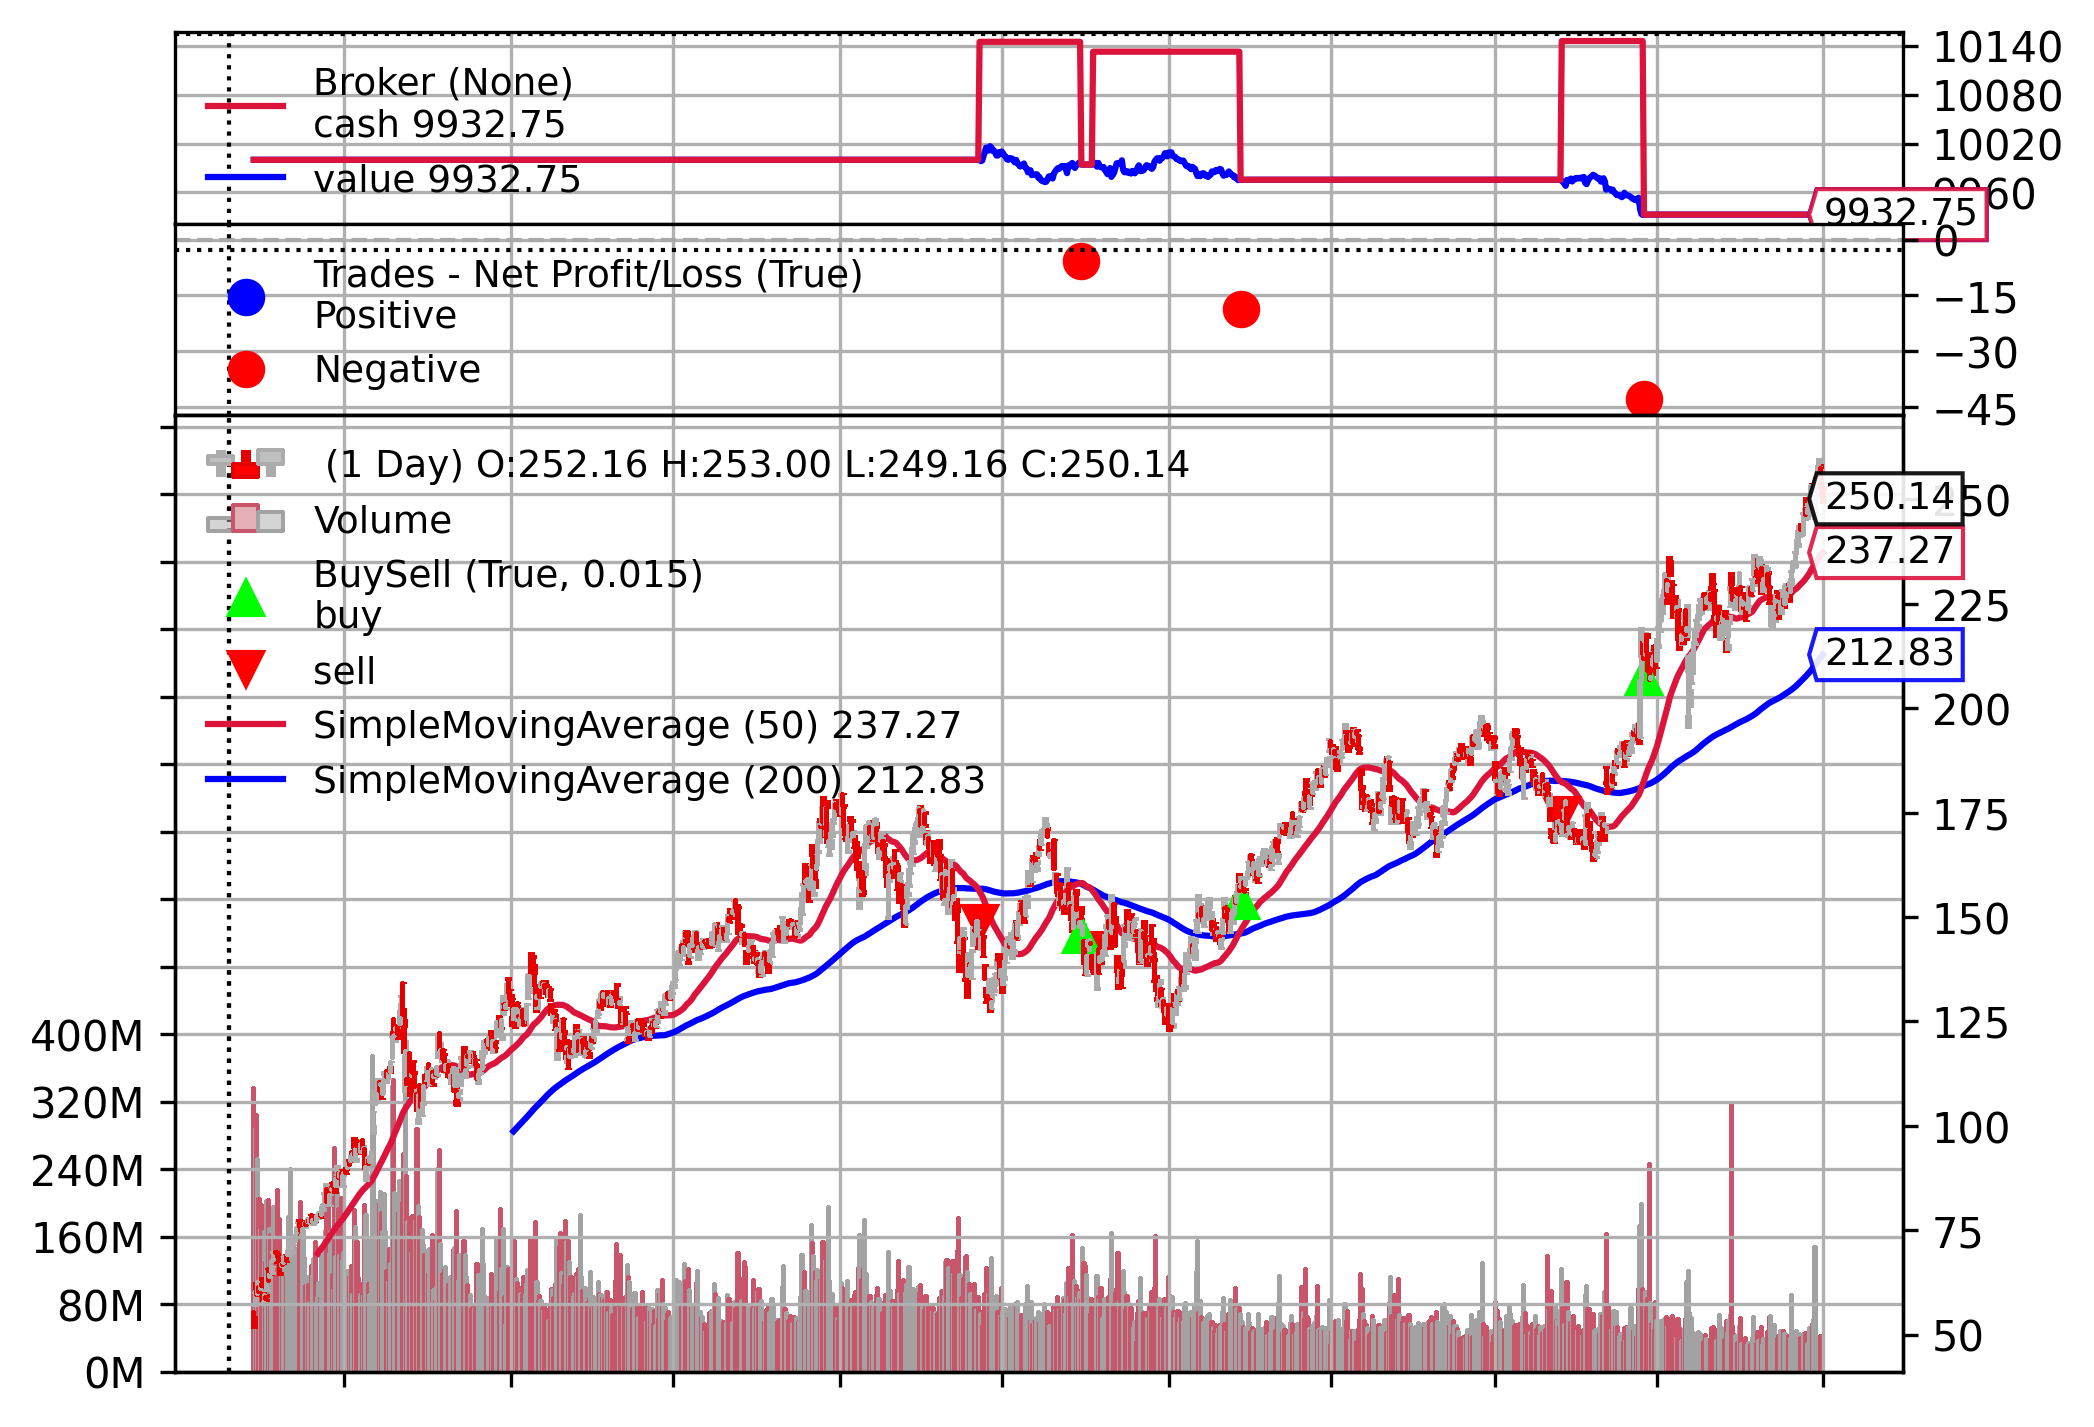 Broker (None)
cash 9932.75
value 9932.75
10140
10080
10020
9932.75
Trades - Net Profit/Loss (True)
Positive
Negative
0
−15
−30
−45
(1 Day) O:252.16 H:253.00 L:249.16 C:250.14
Volume
BuySell (True, 0.015)
buy
sell
SimpleMovingAverage (50) 237.27
SimpleMovingAverage (200) 212.83
250.14
237.27
225
212.83
200
175
150
125
100
75
50
400M
320M
240M
160M
80M
0M